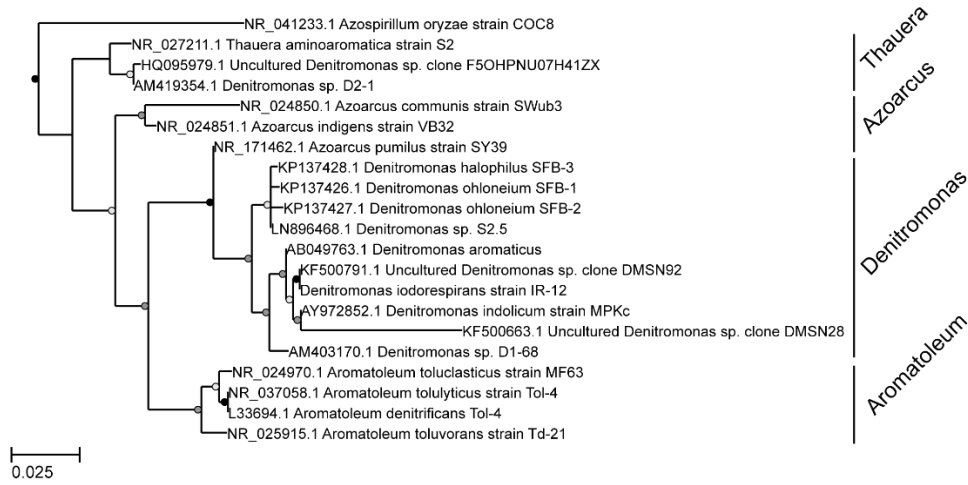 NR_041233.1 Azospirillum oryzae strain COC8
NR_027211.1 Thauera aminoaromatica strain S2
HQ095979.1 Uncultured Denitromonas sp. clone F5OHPNU07H41ZX
AM419354.1 Denitromonas sp. D2-1
NR_024850.1 Azoarcus communis strain SWub3
NR_024851.1 Azoarcus indigens strain VB32
NR_171462.1 Azoarcus pumilus strain SY39
KP137428.1 Denitromonas halophilus SFB-3
KP137426.1 Denitromonas ohloneium SFB-1
KP137427.1 Denitromonas ohloneium SFB-2
LN896468.1 Denitromonas sp. S2.5
AB049763.1 Denitromonas aromaticus
KF500791.1 Uncultured Denitromonas sp. clone DMSN92
Denitromonas iodorespirans strain IR-12
AY972852.1 Denitromonas indolicum strain MPKc
KF500663.1 Uncultured Denitromonas sp. clone DMSN28
AM403170.1 Denitromonas sp. D1-68
NR_024970.1 Aromatoleum toluclasticus strain MF63
NR_037058.1 Aromatoleum tolulyticus strain Tol-4
L33694.1 Aromatoleum denitrificans Tol-4
NR_025915.1 Aromatoleum toluvorans strain Td-21
Thauera
Azoarcus
Denitromonas
Aromatoleum
0.025